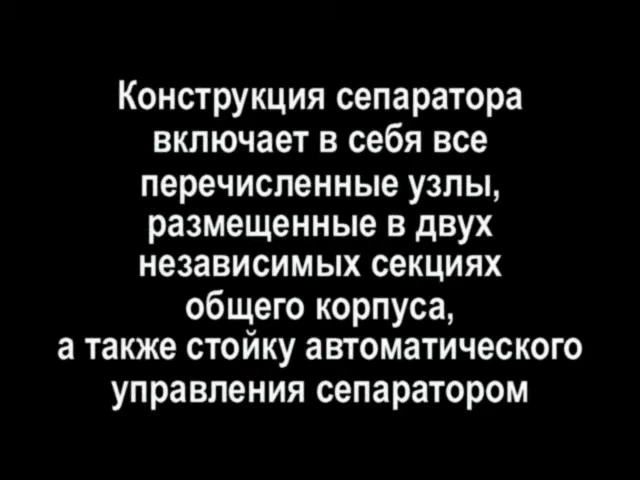 Конструкция сепаратора
включает в себя все
перечисленные узлы,
размещенные в двух
независимых секциях
общего корпуса,
а также стойку автоматического
управления сепаратором